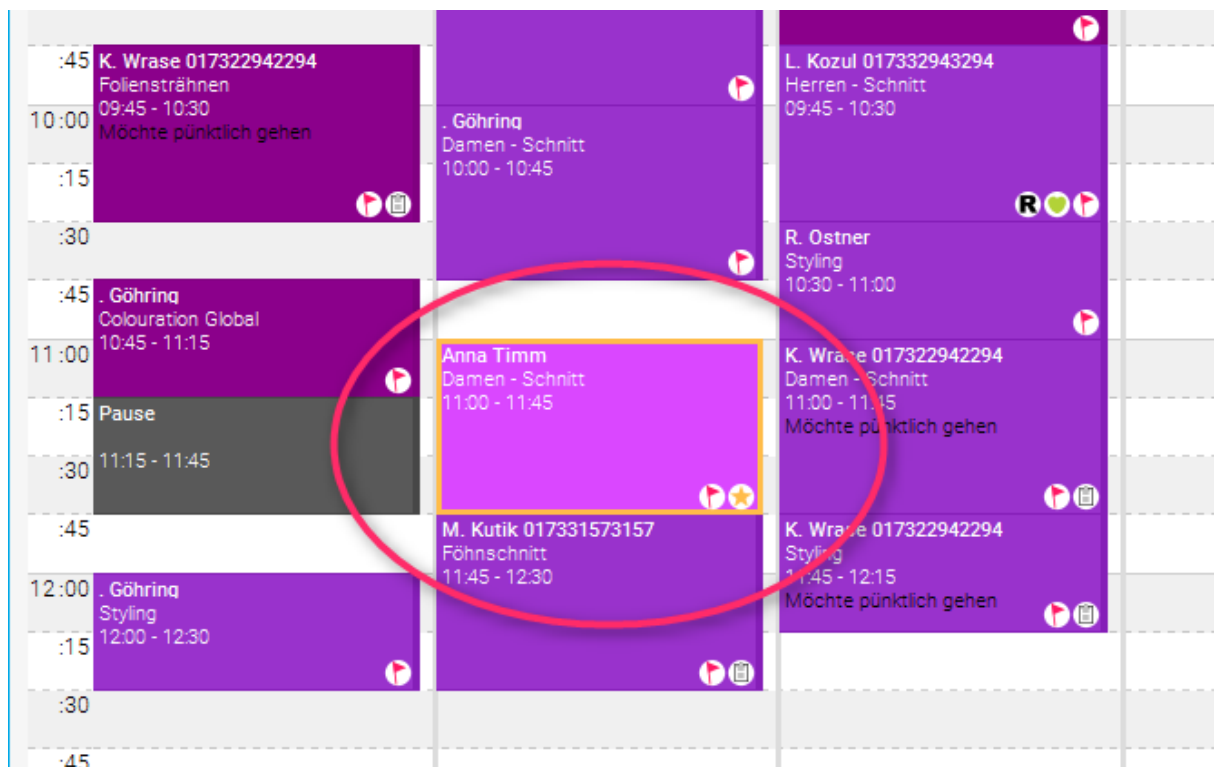 :45
10:00
:15
:30
:45
11:00
:15
:30
:45
12:00
:15
:30
:45
K. Wrase 017322942294
Foliensträhnen
09:45 - 10:30
Möchte pünktlich gehen
. Göhring
Colouration Global
10:45 - 11:15
Pause
11:15 - 11:45
. Göhring
Styling
12:00 - 12:30
. Göhring
Damen - Schnitt
10:00 - 10:45
Anna Timm
Damen - Schnitt
11:00 - 11:45
M. Kutik 017331573157
Föhnschnitt
11:45 - 12:30
L. Kozul 017332943294
Herren - Schnitt
09:45 - 10:30
R
R. Ostner
Styling
10:30 - 11:00
K. Wrase 017322942294
Damen - Schnitt
11:00 - 11:45
Möchte pünktlich gehen
K. Wrase 017322942294
Styling
11:45 - 12:15
Möchte pünktlich gehen